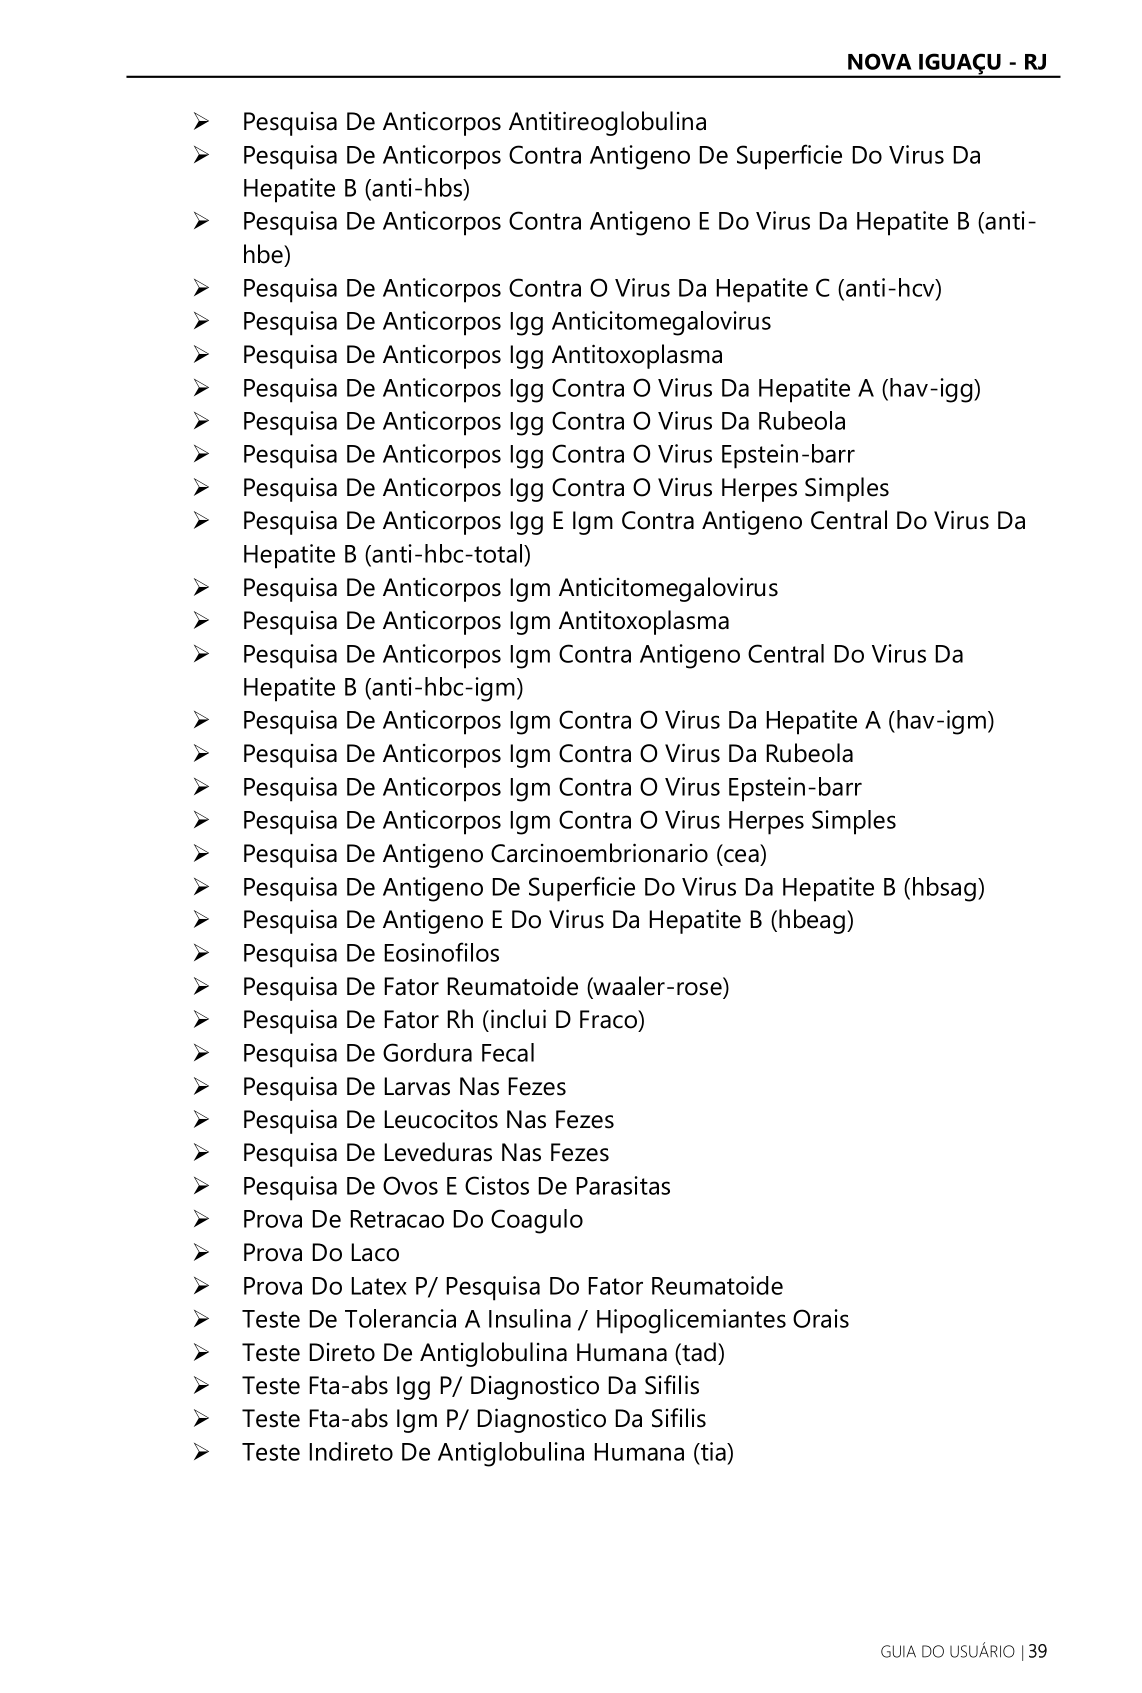 NOVA IGUAÇU - RJ
➢ Pesquisa De Anticorpos Antitireoglobulina
➢ Pesquisa De Anticorpos Contra Antigeno De Superficie Do Virus Da
Hepatite B (anti-hbs)
➢ Pesquisa De Anticorpos Contra Antigeno E Do Virus Da Hepatite B (anti-
hbe)
➢ Pesquisa De Anticorpos Contra O Virus Da Hepatite C (anti-hcv)
➢ Pesquisa De Anticorpos Igg Anticitomegalovirus
➢ Pesquisa De Anticorpos Igg Antitoxoplasma
➢ Pesquisa De Anticorpos Igg Contra O Virus Da Hepatite A (hav-igg)
➢ Pesquisa De Anticorpos Igg Contra O Virus Da Rubeola
➢ Pesquisa De Anticorpos Igg Contra O Virus Epstein-barr
➢ Pesquisa De Anticorpos Igg Contra O Virus Herpes Simples
➢ Pesquisa De Anticorpos Igg E Igm Contra Antigeno Central Do Virus Da
Hepatite B (anti-hbc-total)
➢ Pesquisa De Anticorpos Igm Anticitomegalovirus
➢ Pesquisa De Anticorpos Igm Antitoxoplasma
➢ Pesquisa De Anticorpos Igm Contra Antigeno Central Do Virus Da
Hepatite B (anti-hbc-igm)
➢ Pesquisa De Anticorpos Igm Contra O Virus Da Hepatite A (hav-igm)
➢ Pesquisa De Anticorpos Igm Contra O Virus Da Rubeola
➢ Pesquisa De Anticorpos Igm Contra O Virus Epstein-barr
➢ Pesquisa De Anticorpos Igm Contra O Virus Herpes Simples
➢ Pesquisa De Antigeno Carcinoembrionario (cea)
➢ Pesquisa De Antigeno De Superficie Do Virus Da Hepatite B (hbsag)
➢ Pesquisa De Antigeno E Do Virus Da Hepatite B (hbeag)
➢ Pesquisa De Eosinofilos
➢ Pesquisa De Fator Reumatoide (waaler-rose)
➢ Pesquisa De Fator Rh (inclui D Fraco)
➢ Pesquisa De Gordura Fecal
➢ Pesquisa De Larvas Nas Fezes
➢ Pesquisa De Leucocitos Nas Fezes
➢ Pesquisa De Leveduras Nas Fezes
➢ Pesquisa De Ovos E Cistos De Parasitas
➢ Prova De Retracao Do Coagulo
➢ Prova Do Laco
➢ Prova Do Latex P/ Pesquisa Do Fator Reumatoide
➢ Teste De Tolerancia A Insulina / Hipoglicemiantes Orais
➢ Teste Direto De Antiglobulina Humana (tad)
➢ Teste Fta-abs Igg P/ Diagnostico Da Sifilis
➢ Teste Fta-abs Igm P/ Diagnostico Da Sifilis
➢ Teste Indireto De Antiglobulina Humana (tia)
GUIA DO USUÁRIO | 39